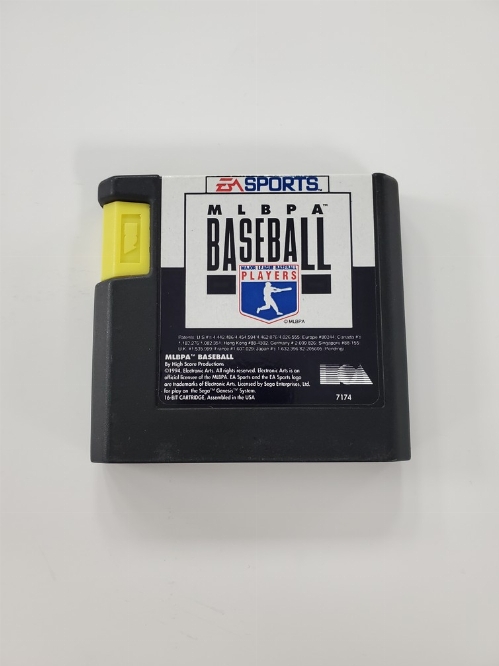 EA SPORTS™
MLBPA™
BASEBALL
MAJOR LEAGUE BASEBALL
PLAYERS
© MLBPA
MLBPA™ BASEBALL
By High Score Productions
©1994, Electronic Arts. All rights reserved. Electronic Arts is an
official licensee of the MLBPA. EA Sports and the EA Sports logo
are trademarks of Electronic Arts. Licensed by Sega Enterprises, Ltd.
for play on the Sega™ Genesis™ System.
16-BIT CARTRIDGE. Assembled in the USA
7174